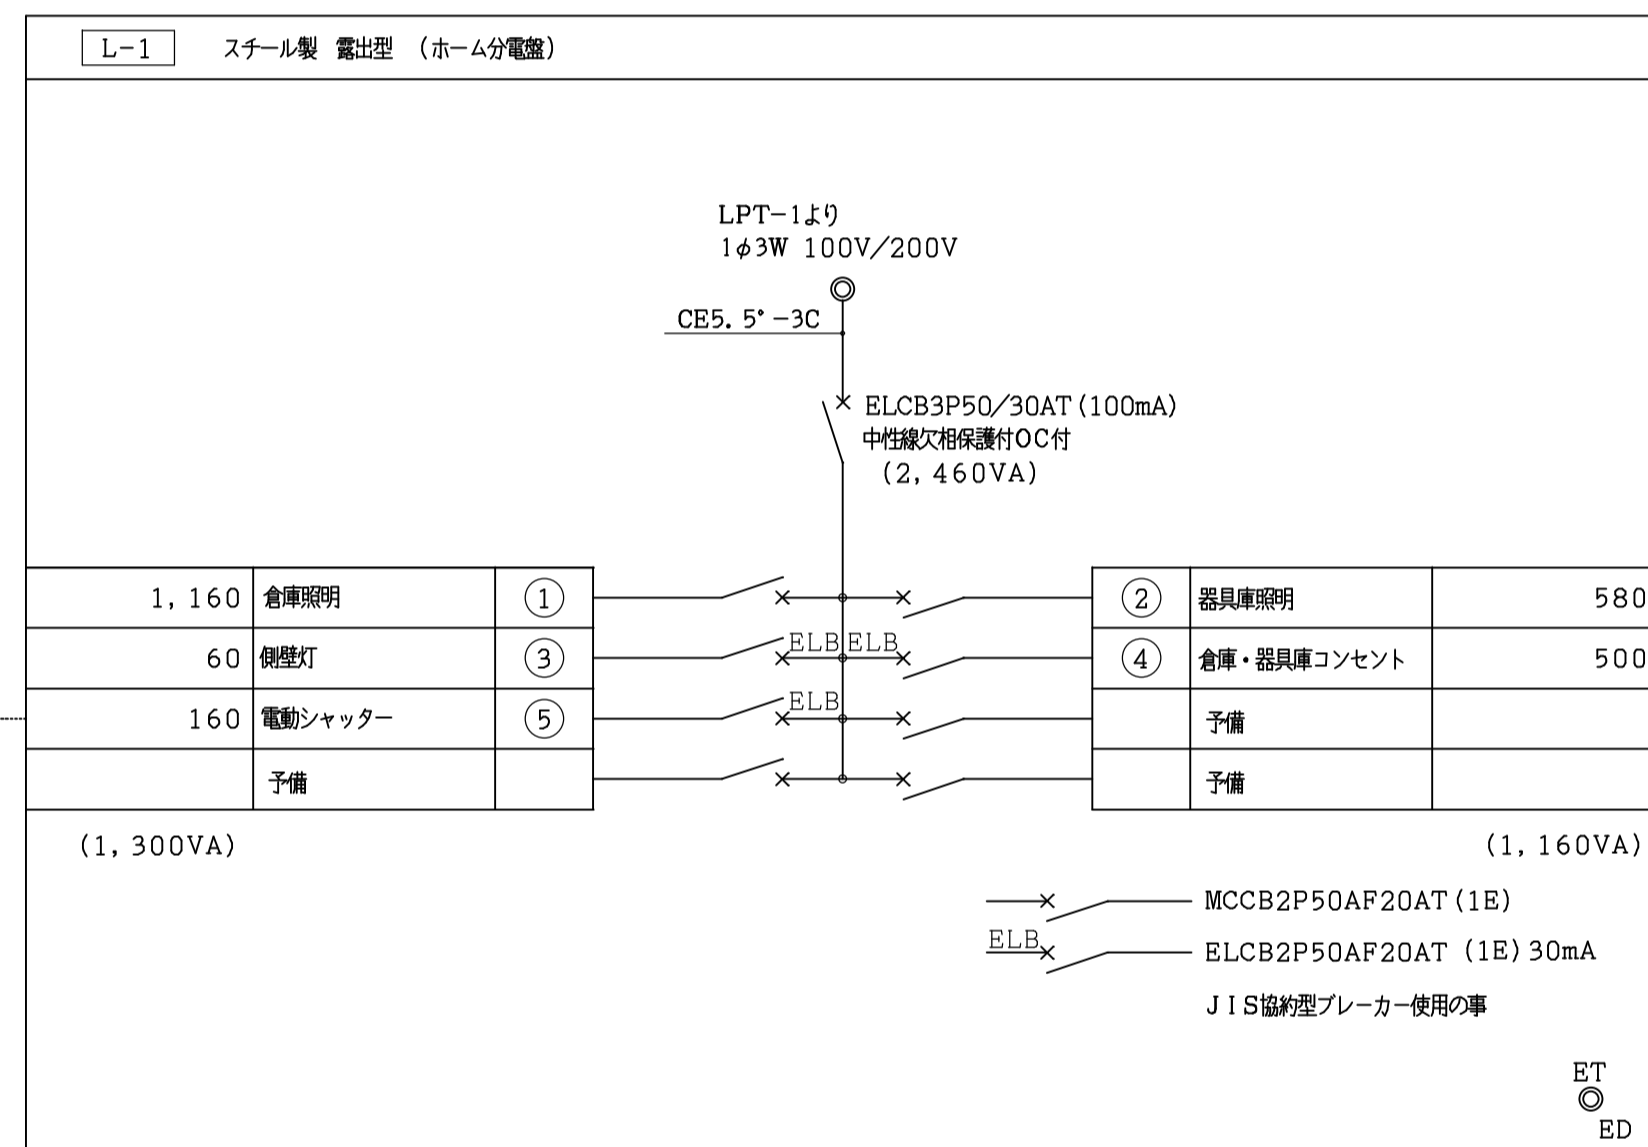 L-1 スチール製 露出型 (ホーム分電盤)
LPT-1より
1φ3W 100V/200V
CE5.5°-3C
ELCB3P50/30AT(100mA)
中性線欠相保護付OC付
(2,460VA)
1,160 倉庫照明 ① ② 器具庫照明 580
60 側壁灯 ③ ELB ELB ④ 倉庫・器具庫コンセント 500
160 電動シャッター ⑤ ELB 予備
予備 予備
(1,300VA) (1,160VA)
MCCB2P50AF20AT(1E)
ELB ELCB2P50AF20AT (1E)30mA
JIS協約型ブレーカー使用の事
ET
ED